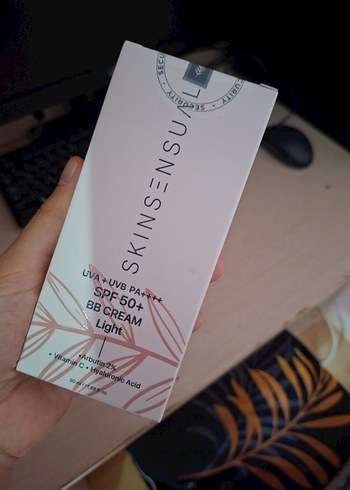 SECURITY • SECURITY
SKINSENSUAL
UVA + UVB PA++++
SPF 50+
BB CREAM
Light
• Arbutin 2%
• Vitamin C • Hyaluronic Acid